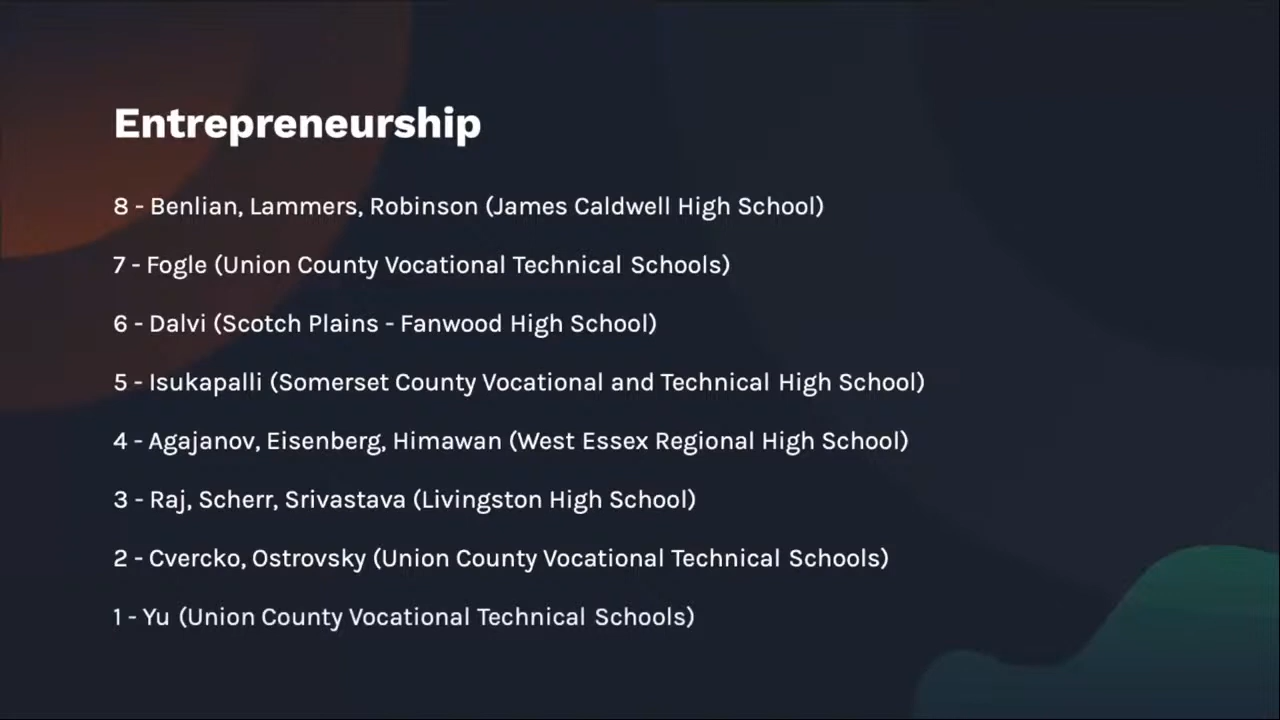 Entrepreneurship
8 - Benlian, Lammers, Robinson (James Caldwell High School)
7 - Fogle (Union County Vocational Technical Schools)
6 - Dalvi (Scotch Plains - Fanwood High School)
5 - Isukapalli (Somerset County Vocational and Technical High School)
4 - Agajanov, Eisenberg, Himawan (West Essex Regional High School)
3 - Raj, Scherr, Srivastava (Livingston High School)
2 - Cvercko, Ostrovsky (Union County Vocational Technical Schools)
1 - Yu (Union County Vocational Technical Schools)